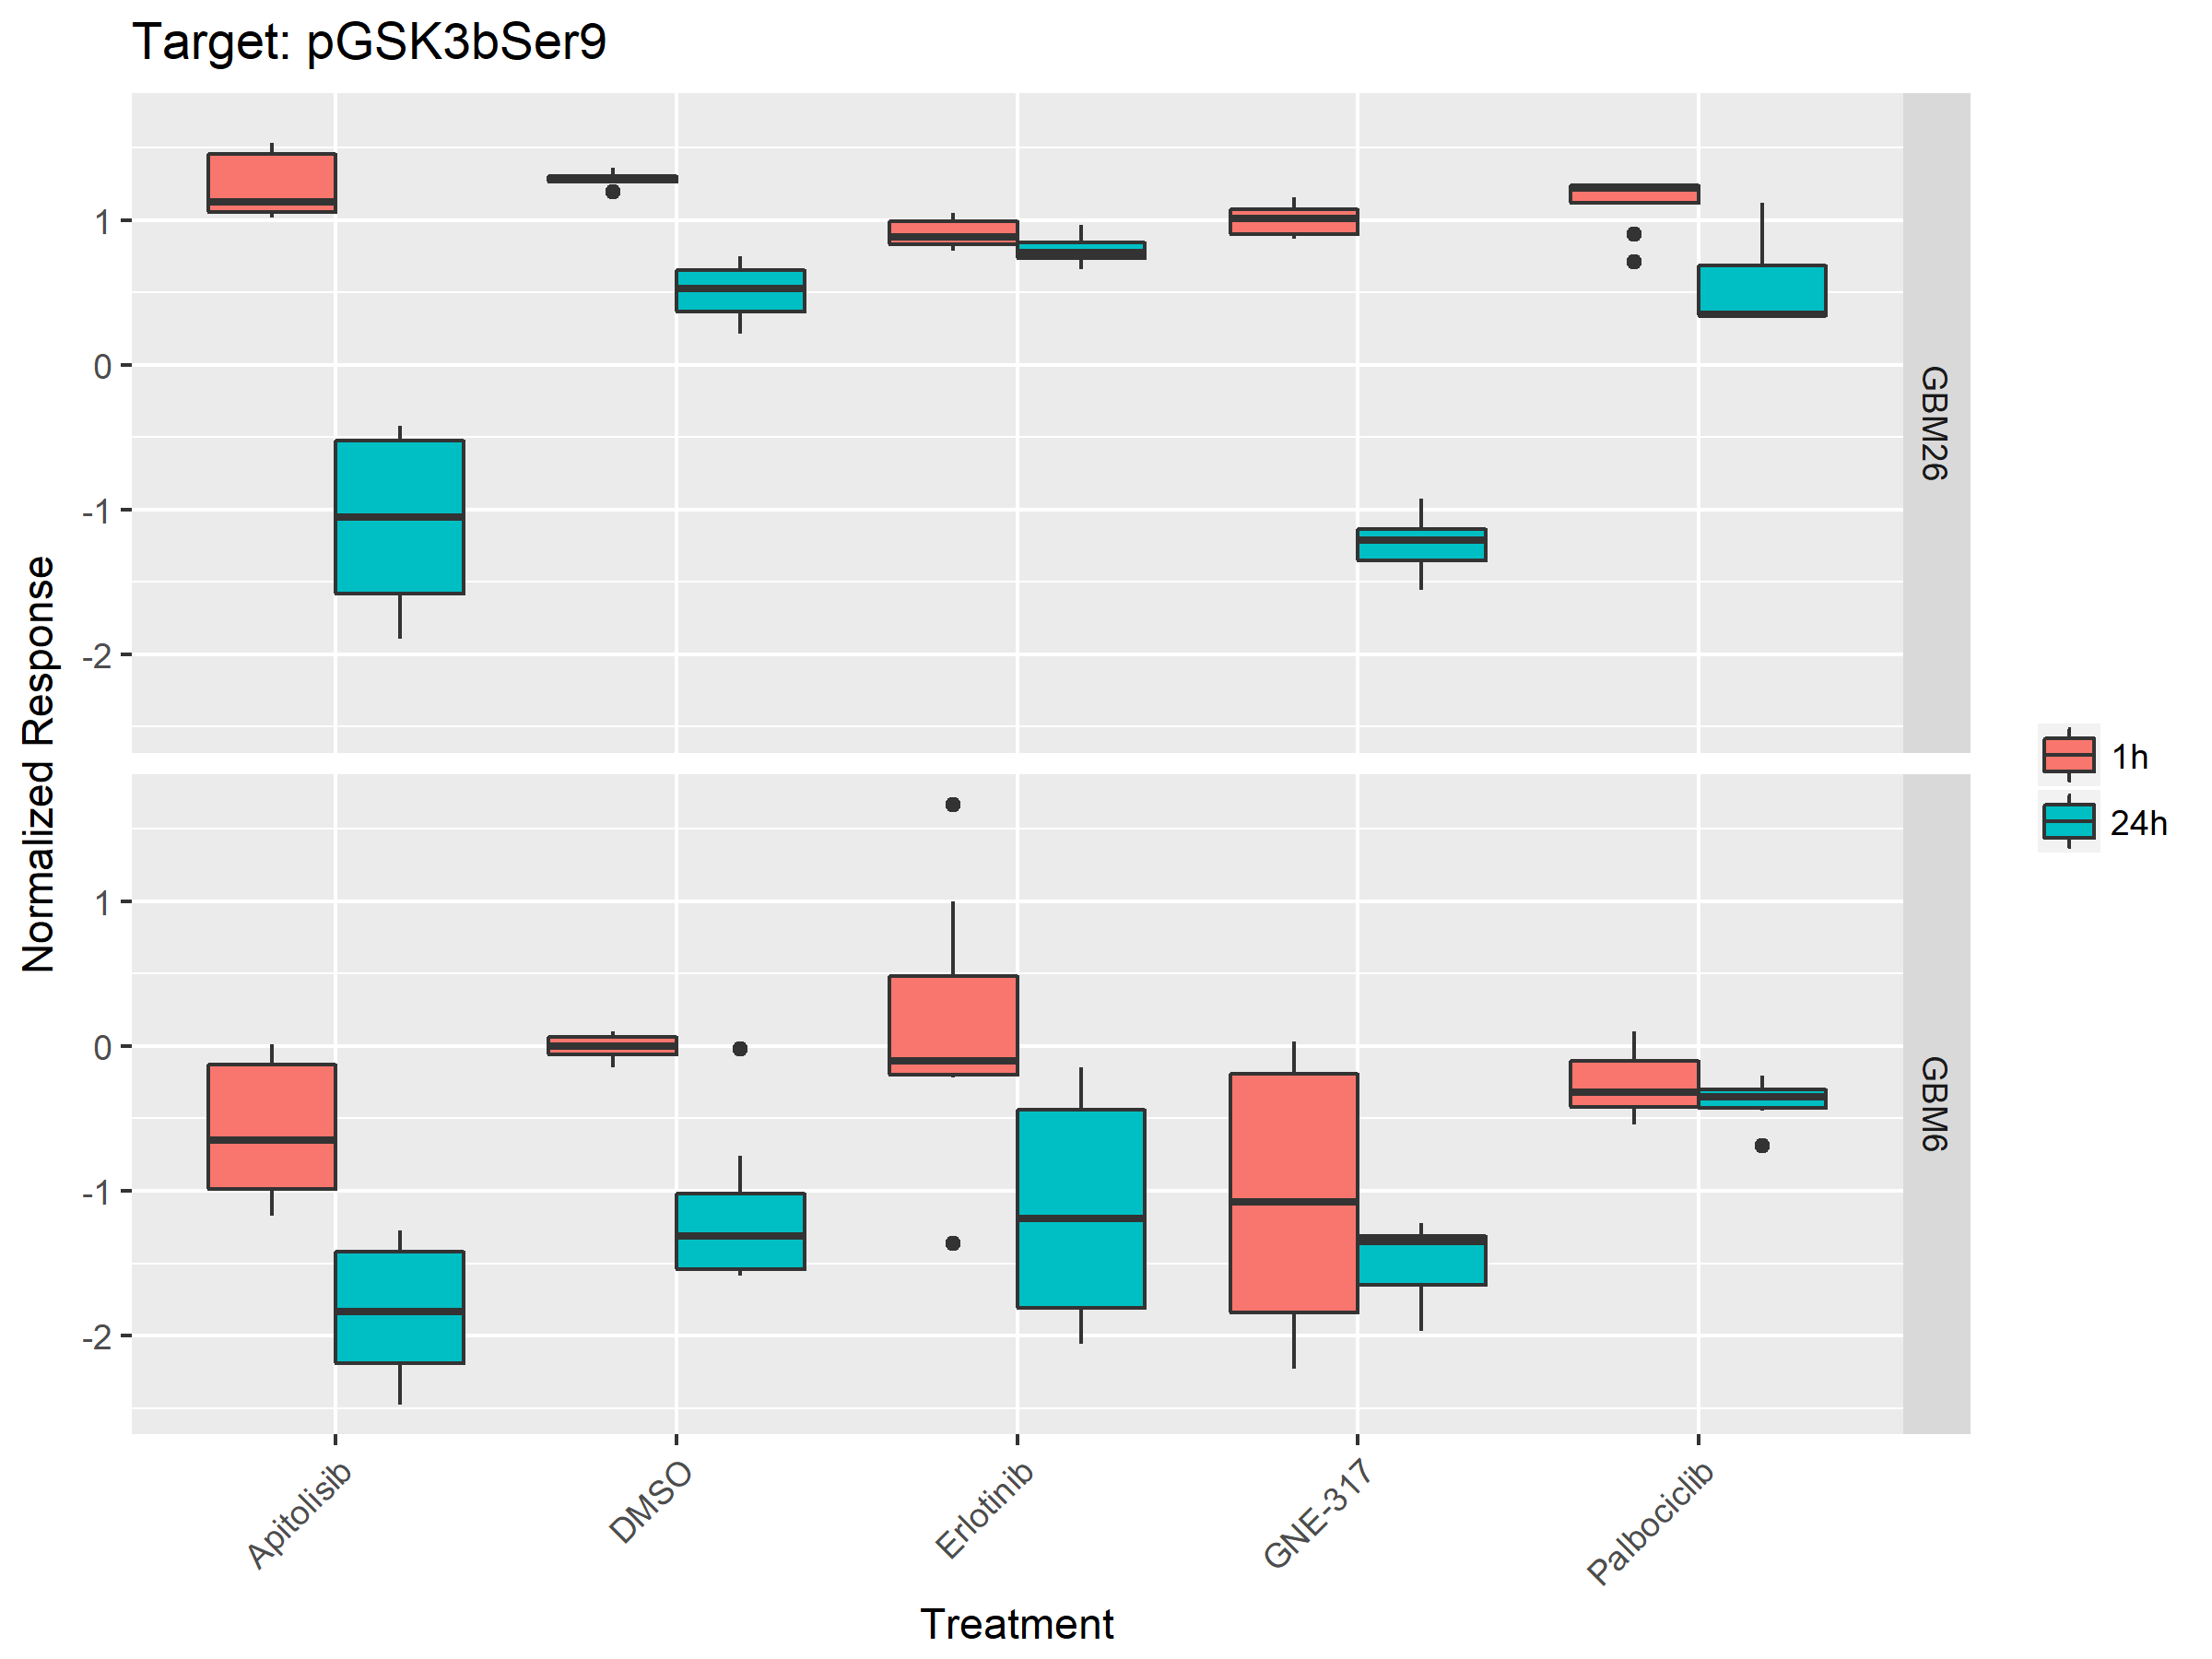 Target: pGSK3bSer9
Normalized Response
1
0
-1
-2
GBM26
1
0
-1
-2
GBM6
1h
24h
Apitolisib
DMSO
Erlotinib
GNE-317
Palbociclib
Treatment